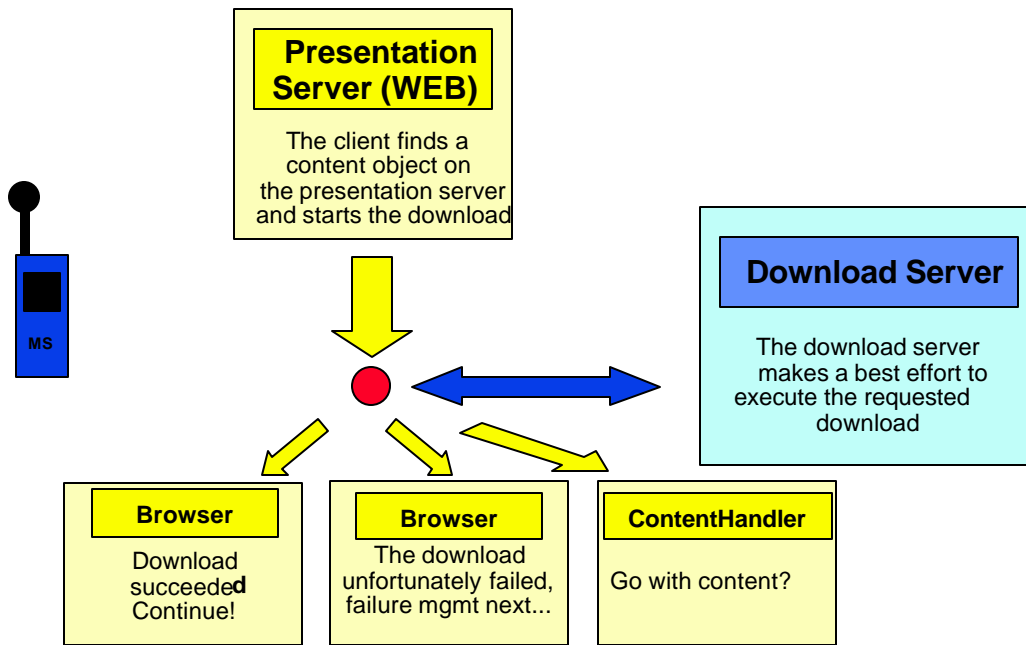 Presentation
Server (WEB)
The client finds a
content object on
the presentation server
and starts the download
MS
Download Server
The download server
makes a best effort to
execute the requested
download
Browser
Download
succeeded
Continue!
Browser
The download
unfortunately failed,
failure mgmt next...
ContentHandler
Go with content?